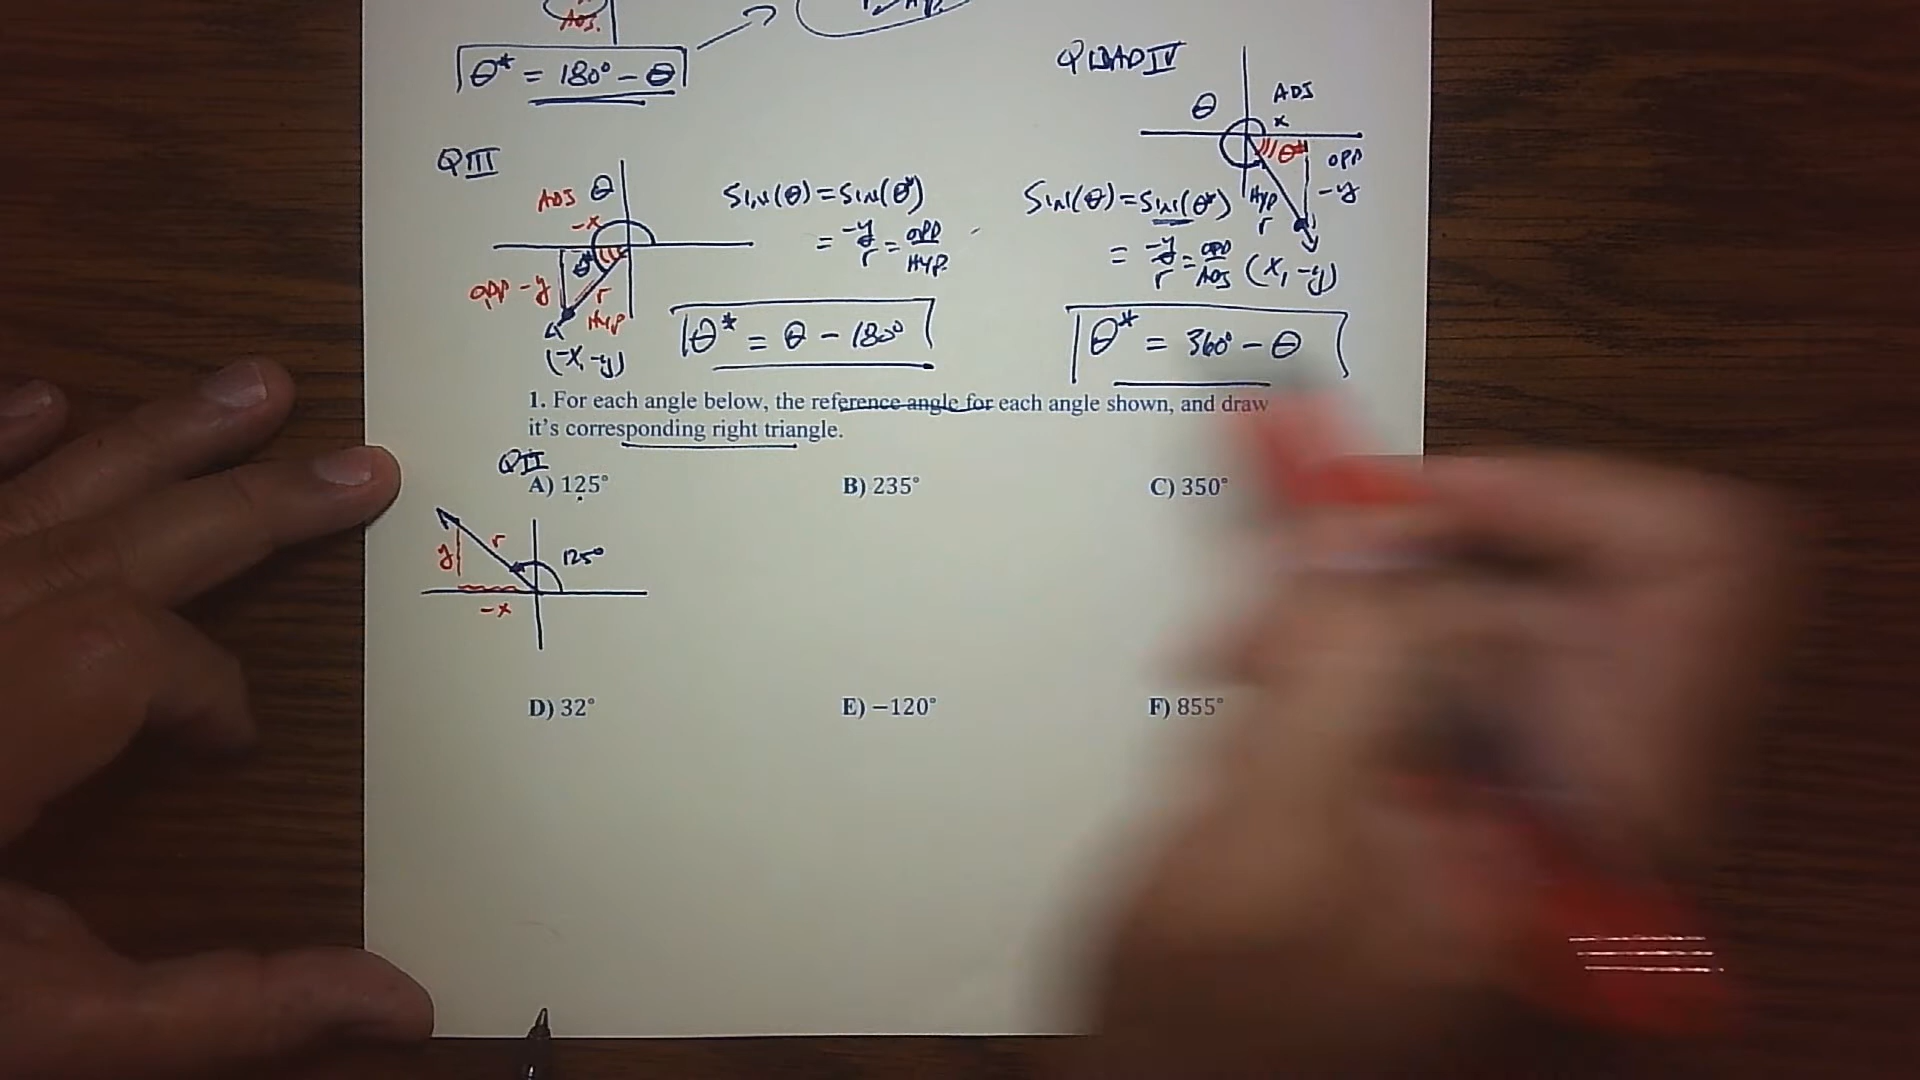 ADJ.
θ* = 180° − θ
QUAD IV
θ
ADJ
x
θ*
OPP
−y
HYP
r
(x, −y)
QIII
ADJ
θ
−x
θ*
OPP −y
r
HYP
(−x, −y)
Sin(θ) = Sin(θ*)
= −y/r = OPP/HYP.
θ* = θ − 180°
Sin(θ) = Sin(θ*)
= −y/r = OPP/ADJ
θ* = 360° − θ
1. For each angle below, the reference angle for each angle shown, and draw
it's corresponding right triangle.
QII
A) 125°
B) 235°
C) 350°
y
r
125°
−x
D) 32°
E) −120°
F) 855°